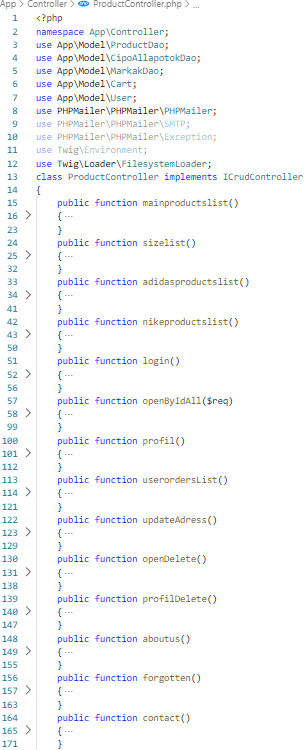 App > Controller > ProductController.php > ...
1 <?php
2 namespace App\Controller;
3 use App\Model\ProductDao;
4 use App\Model\CipoAllapotokDao;
5 use App\Model\MarkakDao;
6 use App\Model\Cart;
7 use App\Model\User;
8 use PHPMailer\PHPMailer\PHPMailer;
9 use PHPMailer\PHPMailer\SMTP;
10 use PHPMailer\PHPMailer\Exception;
11 use Twig\Environment;
12 use Twig\Loader\FilesystemLoader;
13 class ProductController implements ICrudController
14 {
15 public function mainproductslist()
16 > {...
23 }
24 public function sizelist()
25 > {...
32 }
33 public function adidasproductslist()
34 > {...
41 }
42 public function nikeproductslist()
43 > {...
50 }
51 public function login()
52 > {...
56 }
57 public function openByIdAll($req)
58 > {...
99 }
100 public function profil()
101 > {...
112 }
113 public function userordersList()
114 > {...
121 }
122 public function updateAdress()
123 > {...
129 }
130 public function openDelete()
131 > {...
138 }
139 public function profilDelete()
140 > {...
147 }
148 public function aboutus()
149 > {...
155 }
156 public function forgotten()
157 > {...
163 }
164 public function contact()
165 > {...
171 }